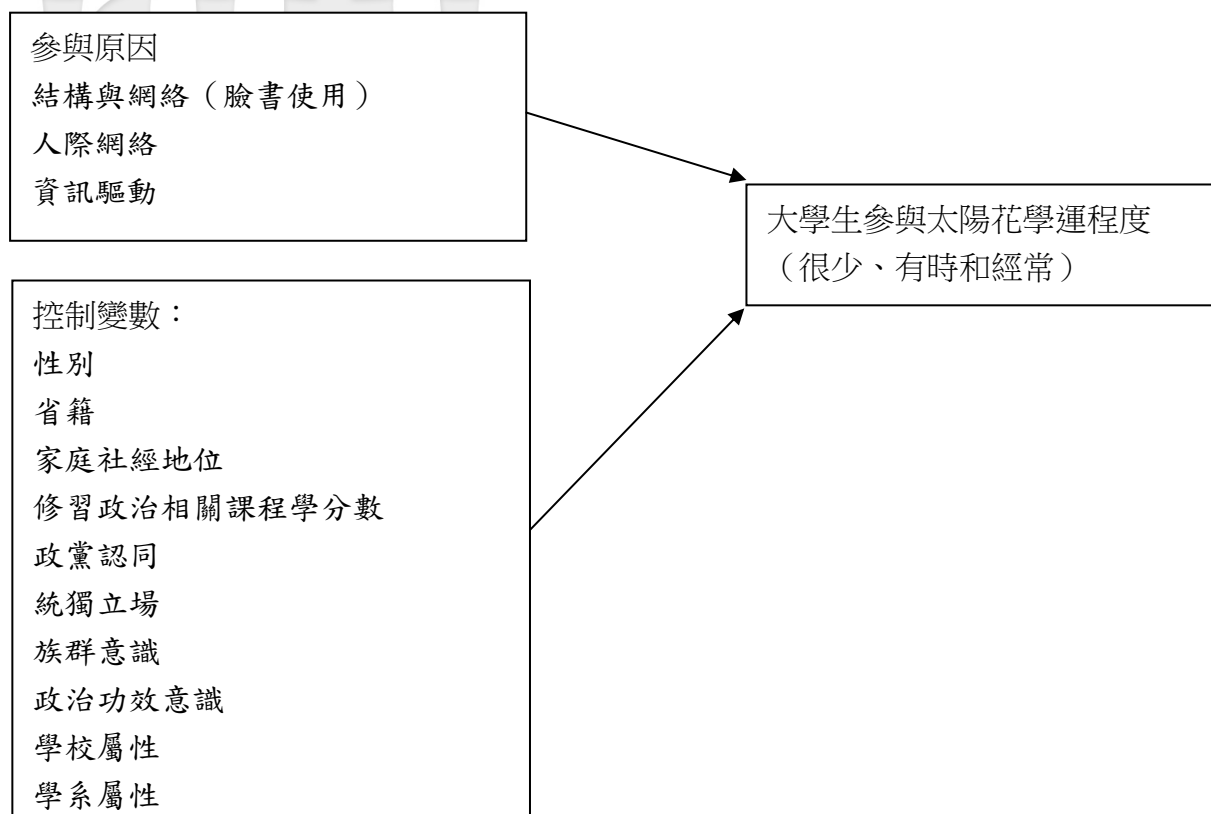 參與原因
結構與網絡（臉書使用）
人際網絡
資訊驅動
大學生參與太陽花學運程度
（很少、有時和經常）
控制變數：
性別
省籍
家庭社經地位
修習政治相關課程學分數
政黨認同
統獨立場
族群意識
政治功效意識
學校屬性
學系屬性